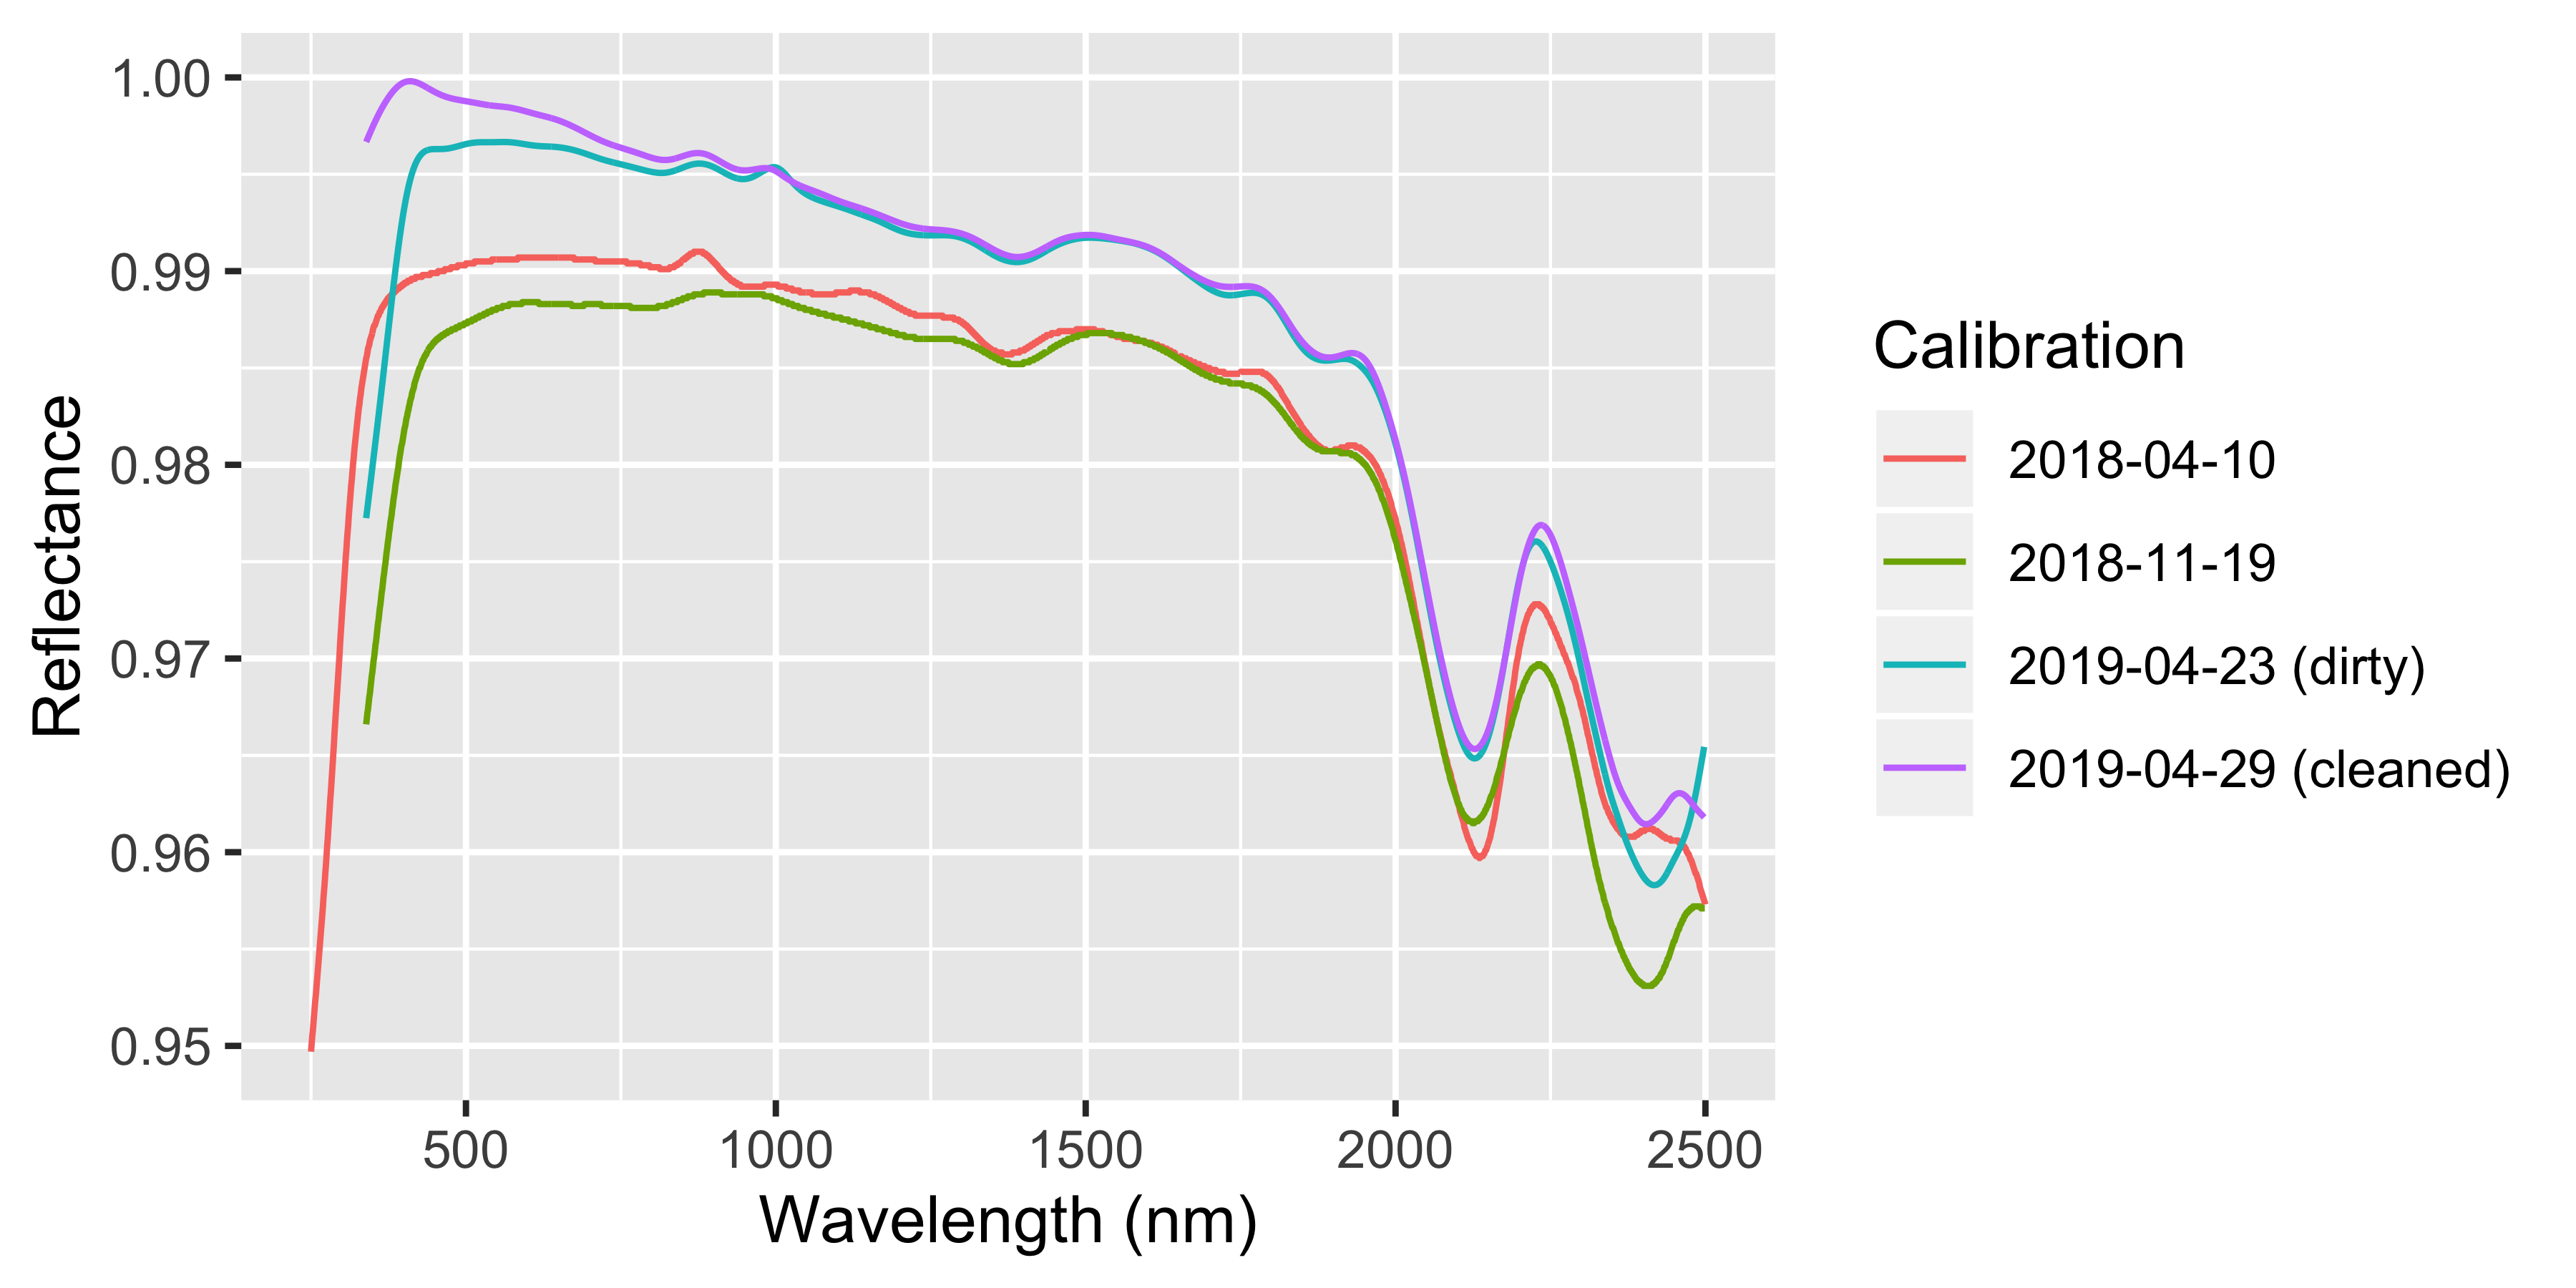 Reflectance
1.00
0.99
0.98
0.97
0.96
0.95
500 1000 1500 2000 2500
Wavelength (nm)
Calibration
2018-04-10
2018-11-19
2019-04-23 (dirty)
2019-04-29 (cleaned)